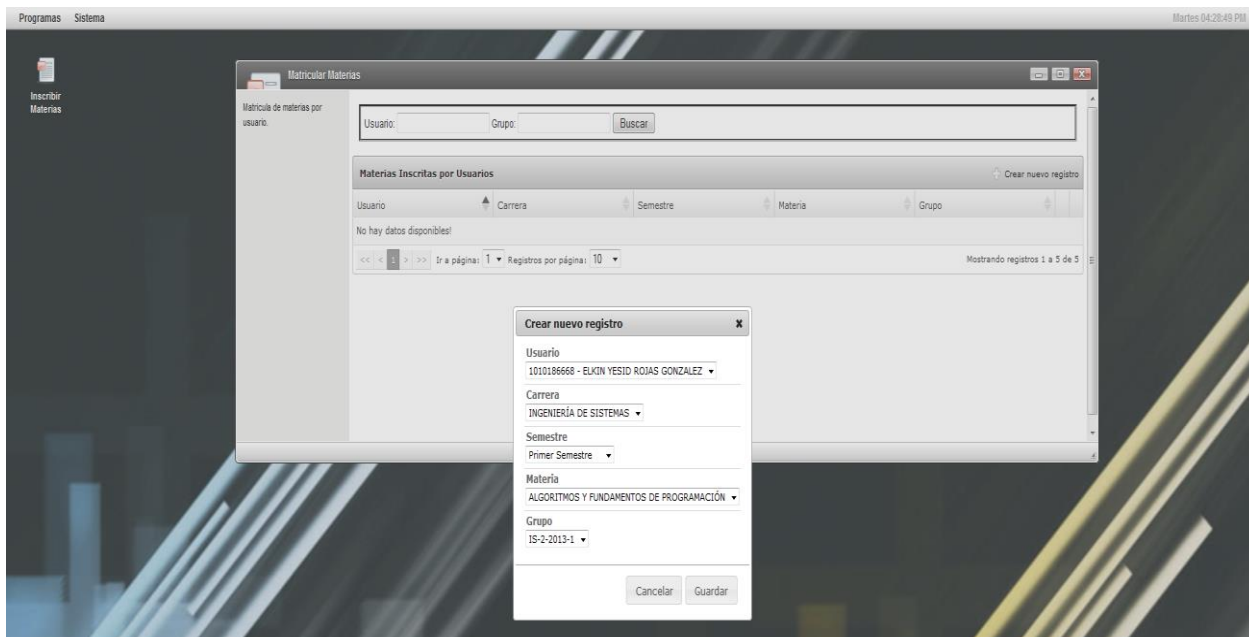 Programas Sistema
Martes 04:28:49 PM
Inscribir
Materias
Matricular Materias
Matricula de materias por
usuario.
Usuario: Grupo: Buscar
Materias Inscritas por Usuarios
Crear nuevo registro
Usuario Carrera Semestre Materia Grupo
No hay datos disponibles!
<< < 1 > >> Ir a página: 1 Registros por página: 10 Mostrando registros 1 a 5 de 5
Crear nuevo registro
Usuario
1010186668 - ELKIN YESID ROJAS GONZALEZ
Carrera
INGENIERÍA DE SISTEMAS
Semestre
Primer Semestre
Materia
ALGORITMOS Y FUNDAMENTOS DE PROGRAMACIÓN
Grupo
IS-2-2013-1
Cancelar Guardar